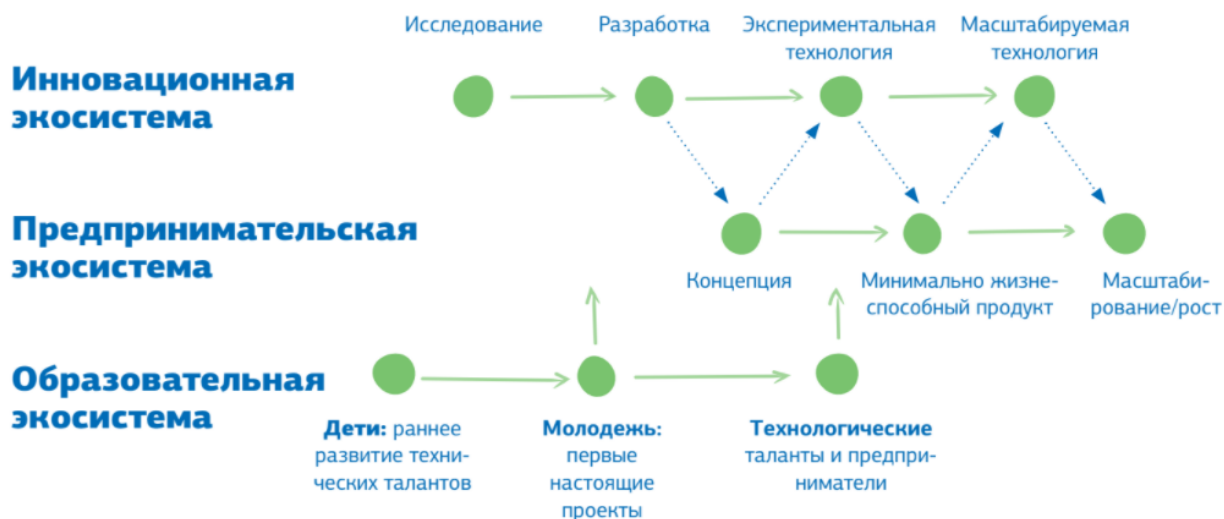 Исследование
Разработка
Экспериментальная
технология
Масштабируемая
технология
Инновационная
экосистема
Предпринимательская
экосистема
Концепция
Минимально жизне-
способный продукт
Масштаби-
рование/рост
Образовательная
экосистема
Дети: раннее
развитие техни-
ческих талантов
Молодежь:
первые
настоящие
проекты
Технологические
таланты и предпри-
ниматели